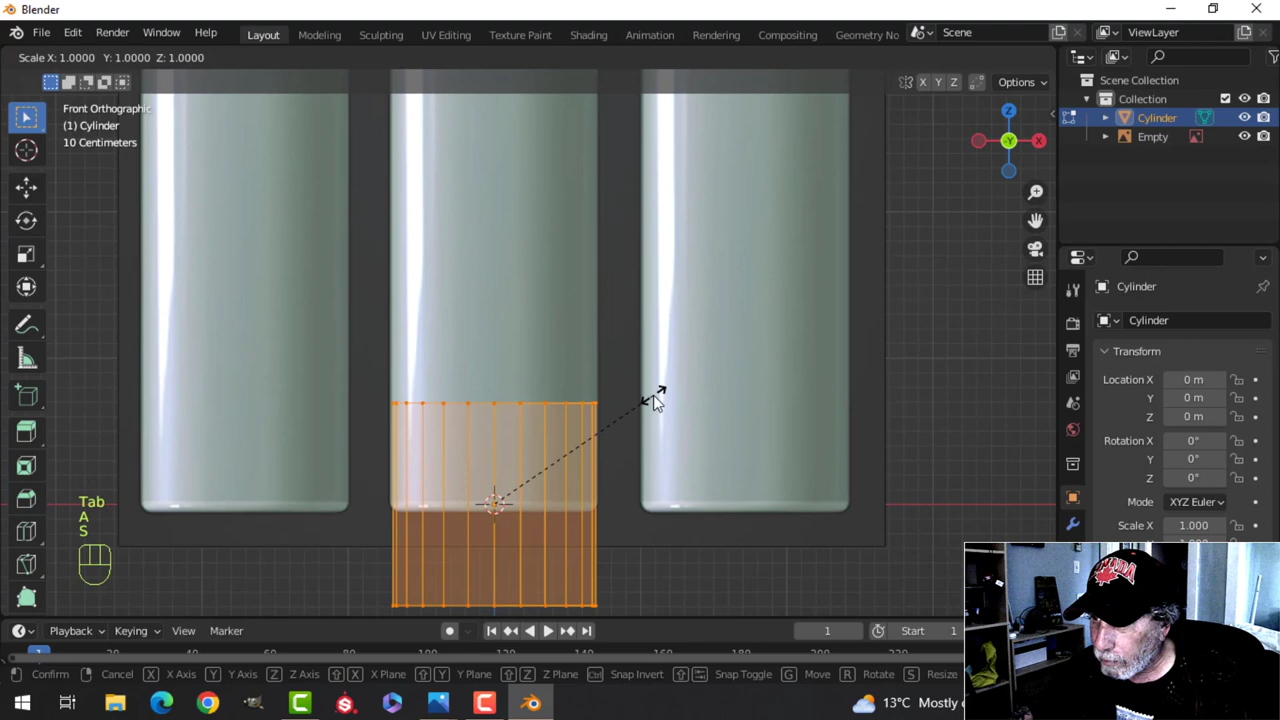 Blender
File Edit Render Window Help Layout Modeling Sculpting UV Editing Texture Paint Shading Animation Rendering Compositing Geometry No Scene ViewLayer
Scale X: 1.0000 Y: 1.0000 Z: 1.0000
X Y Z Options
Front Orthographic
(1) Cylinder
10 Centimeters
Z
X
-Y
Scene Collection
Collection
Cylinder
Empty
Cylinder
Cylinder
Transform
Location X 0 m
Y 0 m
Z 0 m
Rotation X 0°
Y 0°
Z 0°
Mode XYZ Euler
Scale X 1.000
Tab
A
S
Playback Keying View Marker 1 Start 1
Confirm Cancel X X Axis Y Y Axis Z Z Axis X X Plane Y Y Plane Z Z Plane Ctrl Snap Invert Snap Toggle G Move R Rotate S Resize
13°C Mostly c
CANADA